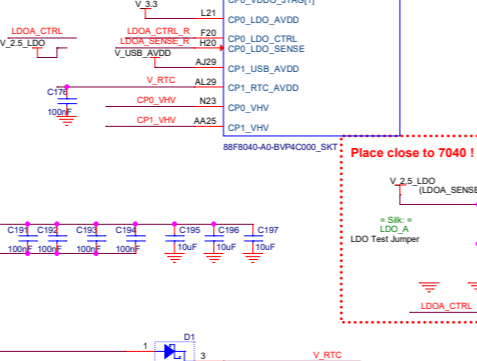 V_3.3
CP0_VDDO_JTAG[1]
L21
CP0_LDO_AVDD
LDOA_CTRL
V_2.5_LDO
LDOA_CTRL_R
F20
CP0_LDO_CTRL
LDOA_SENSE_R
H20
CP0_LDO_SENSE
V_USB_AVDD
AJ29
CP1_USB_AVDD
V_RTC
AL29
CP1_RTC_AVDD
C176
100nF
CP0_VHV
N23
CP0_VHV
CP1_VHV
AA25
CP1_VHV
88F8040-A0-BVP4C000_SKT
Place close to 7040 !
V_2.5_LDO
(LDOA_SENSE
= Silk: =
LDO_A
LDO Test Jumper
LDOA_CTRL
C191 C192 C193 C194 C195 C196 C197
100nF 100nF 100nF 100nF 10uF 10uF 10uF
D1
1
3
V_RTC